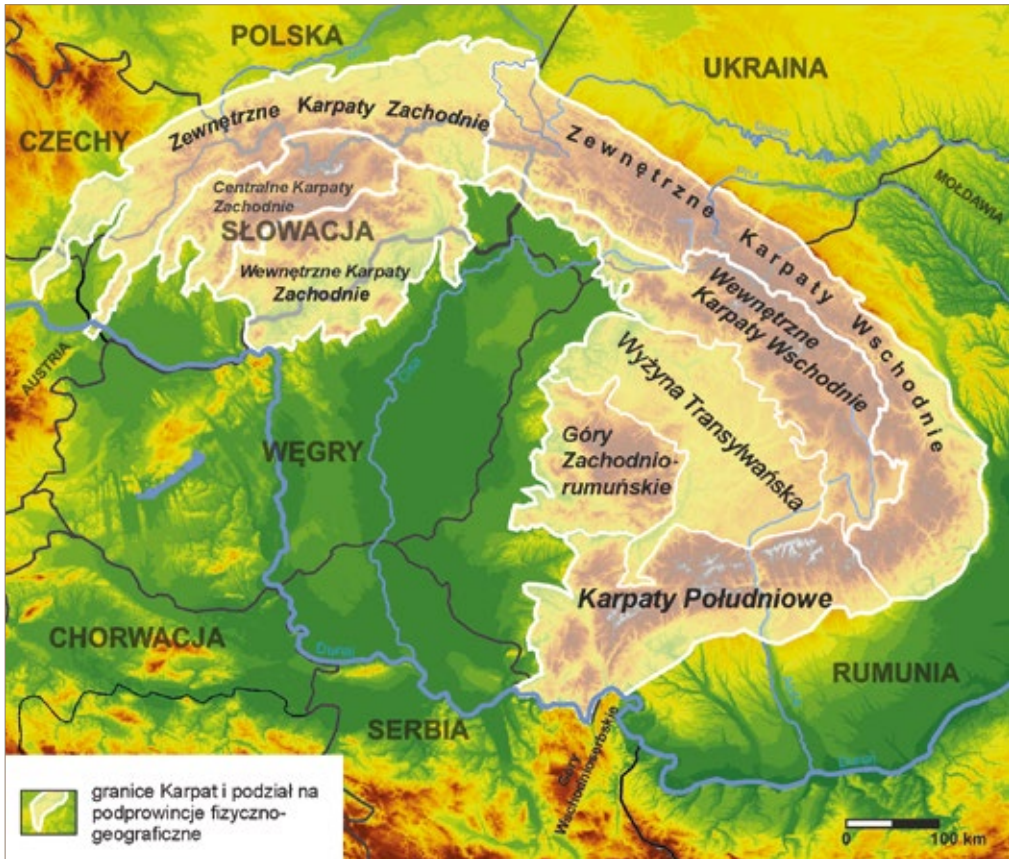 POLSKA
UKRAINA
CZECHY
Zewnętrzne Karpaty Zachodnie
Zewnętrzne Karpaty Wschodnie
Prut
MOŁDAWIA
Centralne Karpaty
Zachodnie
SŁOWACJA
Wewnętrzne Karpaty
Zachodnie
Wewnętrzne
Karpaty Wschodnie
AUSTRIA
Wyżyna Transylwańska
WĘGRY
Góry
Zachodnio-
rumuńskie
Karpaty Południowe
CHORWACJA
Dunaj
RUMUNIA
SERBIA
Góry
Wschodnioserbskie
granice Karpat i podział na
podprowincje fizyczno-
geograficzne
0 100 km